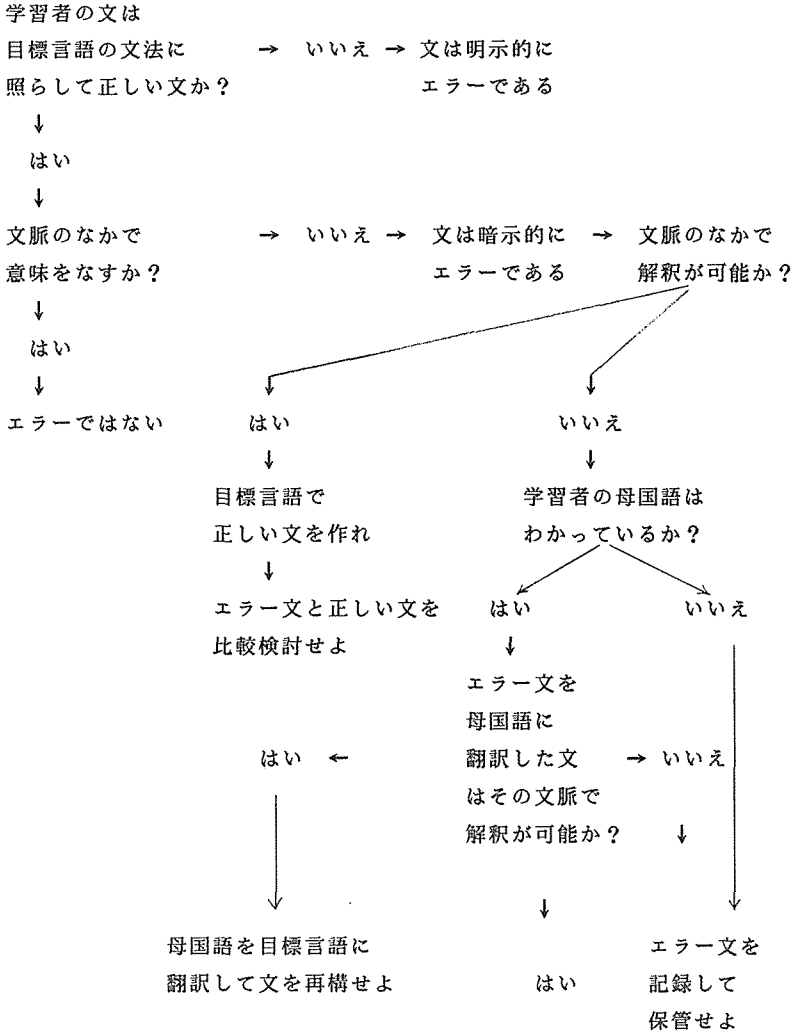 学習者の文は
目標言語の文法に → いいえ → 文は明示的に
照らして正しい文か？ エラーである
↓
はい
↓
文脈のなかで → いいえ → 文は暗示的に → 文脈のなかで
意味をなすか？ エラーである 解釈が可能か？
↓
はい
↓ ↓ ↓
エラーではない はい いいえ
↓ ↓
目標言語で 学習者の母国語は
正しい文を作れ わかっているか？
↓
エラー文と正しい文を はい いいえ
比較検討せよ ↓
エラー文を
母国語に
はい ← 翻訳した文 → いいえ
はその文脈で
解釈が可能か？ ↓
↓
母国語を目標言語に エラー文を
翻訳して文を再構せよ はい 記録して
保管せよ